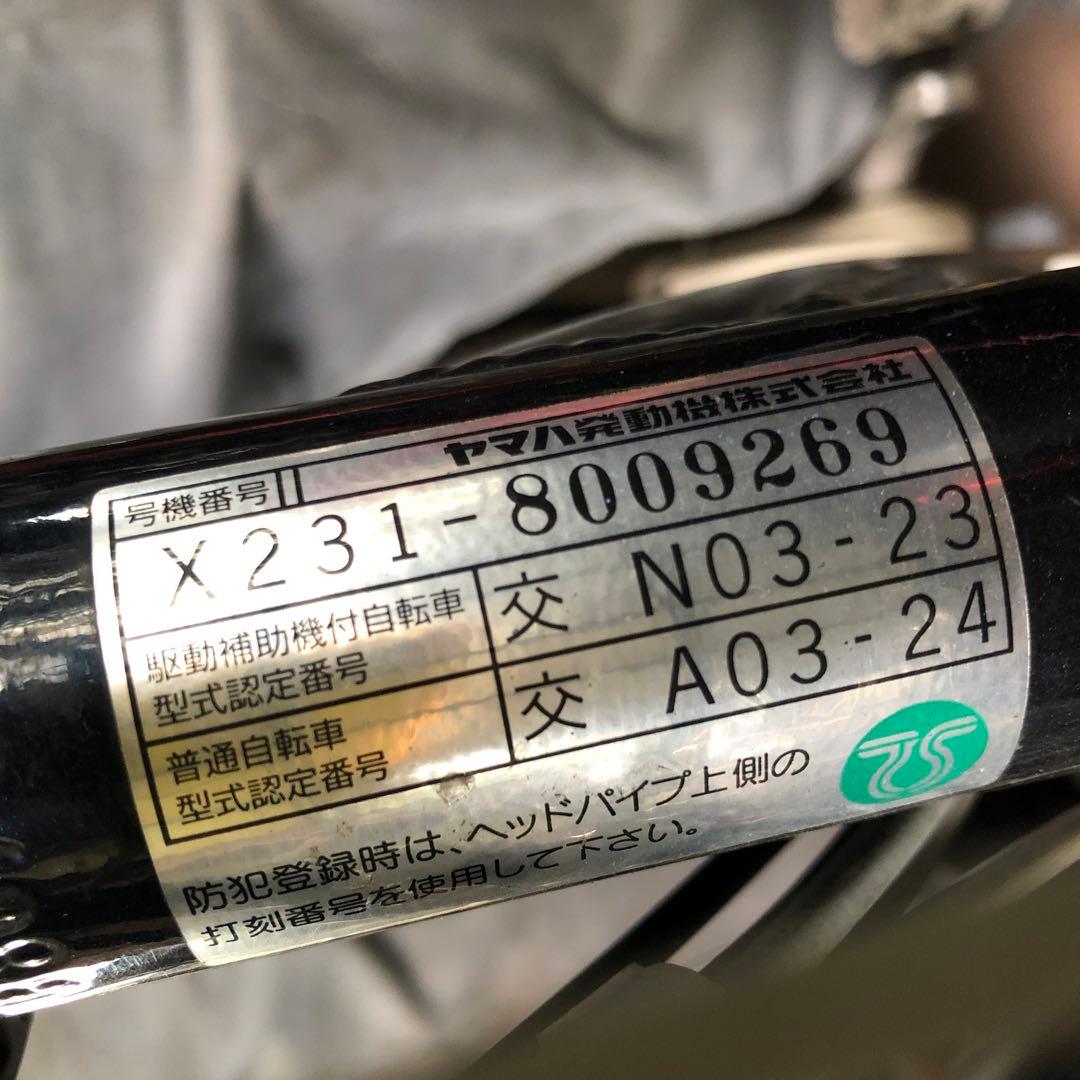 ヤマハ発動機株式会社
号機番号
X231-8009269
駆動補助機付自転車
型式認定番号
交 N03-23
普通自転車
型式認定番号
交 A03-24
TS
防犯登録時は、ヘッドパイプ上側の
打刻番号を使用して下さい。